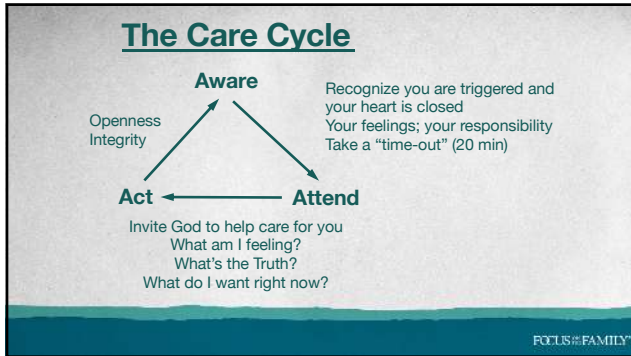 The Care Cycle
Aware
Recognize you are triggered and
your heart is closed
Your feelings; your responsibility
Take a “time-out” (20 min)
Openness
Integrity
Act
Attend
Invite God to help care for you
What am I feeling?
What's the Truth?
What do I want right now?
FOCUS ON THE FAMILY